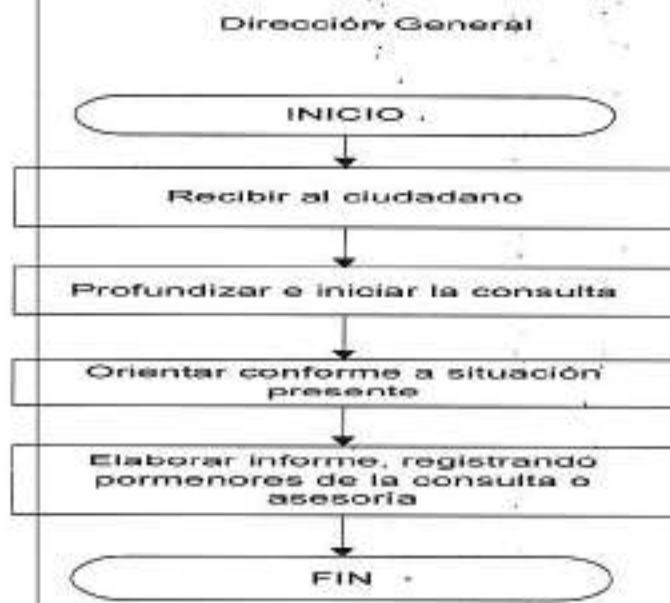 Dirección General
INICIO
Recibir al ciudadano
Profundizar e iniciar la consulta
Orientar conforme a situación
presente
Elaborar informe, registrando
pormenores de la consulta o
asesoría
FIN